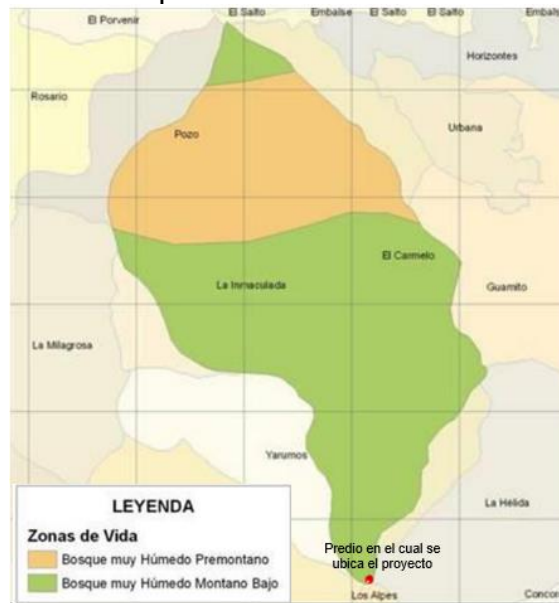 El Porvenir
El Salto
Embalse
El Salto
El Salto
Horizontes
Rosario
Pozo
Urbana
El Carmelo
La Inmaculada
Guamito
La Milagrosa
Yarumos
LEYENDA
Zonas de Vida
Bosque muy Húmedo Premontano
Bosque muy Húmedo Montano Bajo
La Hélida
Predio en el cual se
ubica el proyecto
Los Alpes